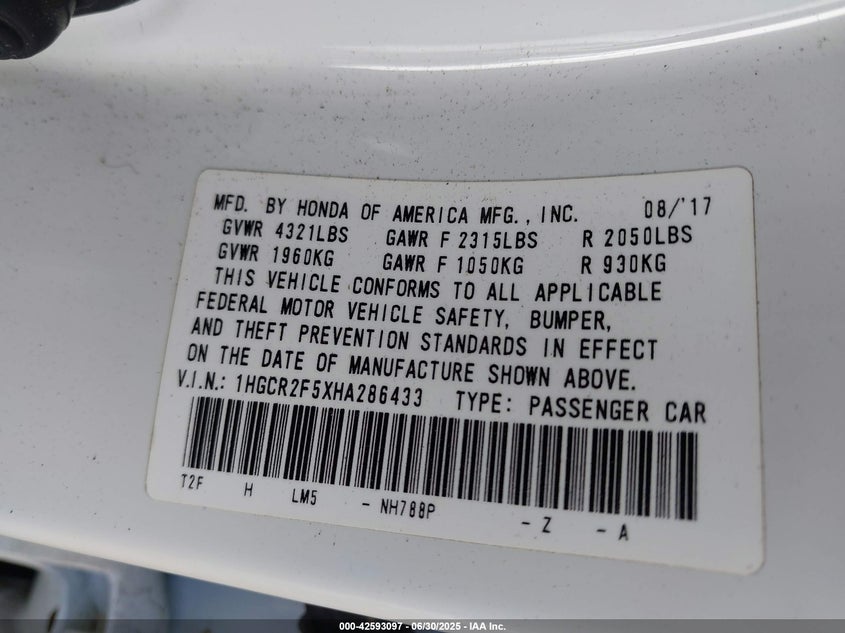 MFD. BY HONDA OF AMERICA MFG., INC. 08/'17
GVWR 4321LBS GAWR F 2315LBS R 2050LBS
GVWR 1960KG GAWR F 1050KG R 930KG
THIS VEHICLE CONFORMS TO ALL APPLICABLE
FEDERAL MOTOR VEHICLE SAFETY, BUMPER,
AND THEFT PREVENTION STANDARDS IN EFFECT
ON THE DATE OF MANUFACTURE SHOWN ABOVE.
V.I.N.: 1HGCR2F5XHA286433 TYPE: PASSENGER CAR
T2F H LM5 - NH788P - Z - A
000-42593097 - 06/30/2025 - IAA Inc.